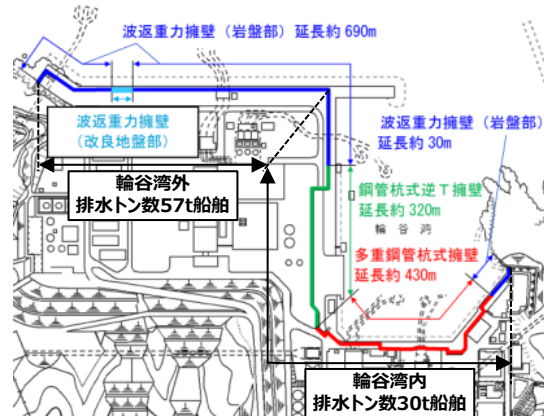 波返重力擁壁（岩盤部）延長約 690m
波返重力擁壁
（改良地盤部）
波返重力擁壁（岩盤部）
延長約 30m
輪谷湾外
排水トン数57t船舶
鋼管杭式逆Ｔ擁壁
延長約 320m
輪 谷 湾
多重鋼管杭式擁壁
延長約 430m
輪谷湾内
排水トン数30t船舶